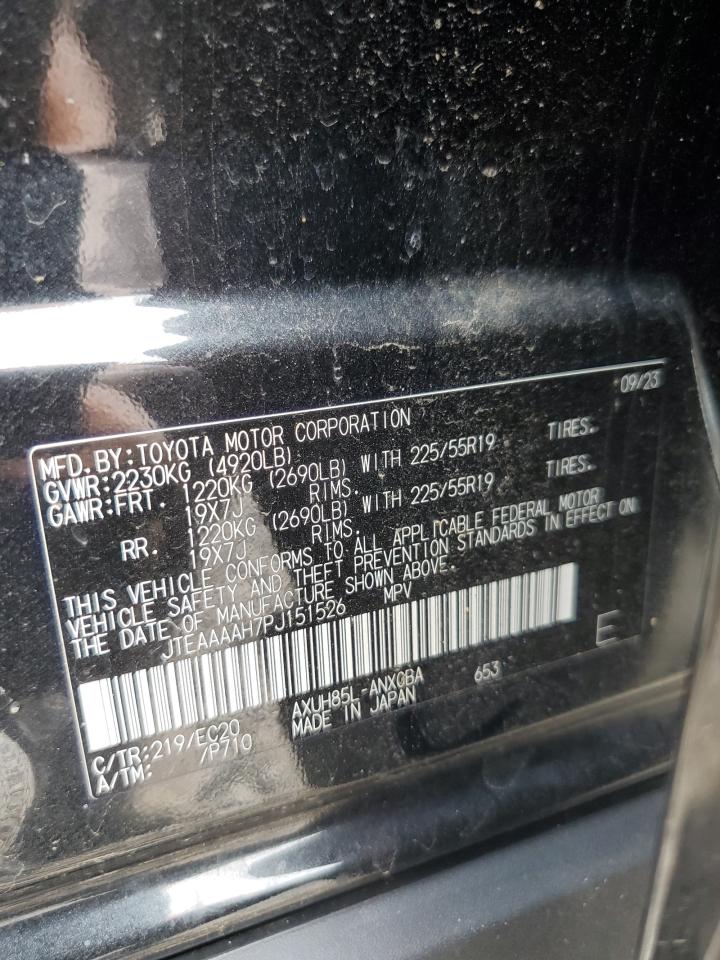 09/23
MFD.BY:TOYOTA MOTOR CORPORATION
GVWR:2230KG (4920LB)
GAWR:FRT. 1220KG (2690LB) WITH 225/55R19 TIRES.
19X7J RIMS.
RR. 1220KG (2690LB) WITH 225/55R19 TIRES.
19X7J RIMS.
THIS VEHICLE CONFORMS TO ALL APPLICABLE FEDERAL MOTOR
VEHICLE SAFETY AND THEFT PREVENTION STANDARDS IN EFFECT ON
THE DATE OF MANUFACTURE SHOWN ABOVE.
JTEAAAAH7PJ151526 MPV
E
AXUH85L-ANXGBA 653
C/TR:219/EC20 MADE IN JAPAN
A/TM: /P710